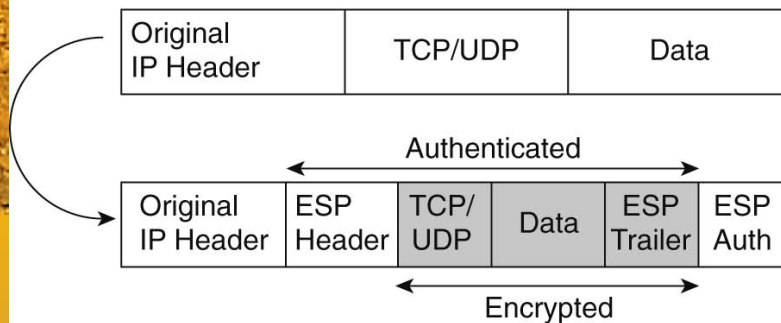 Original
IP Header
TCP/UDP
Data
Authenticated
Original
IP Header
ESP
Header
TCP/
UDP
Data
ESP
Trailer
ESP
Auth
Encrypted